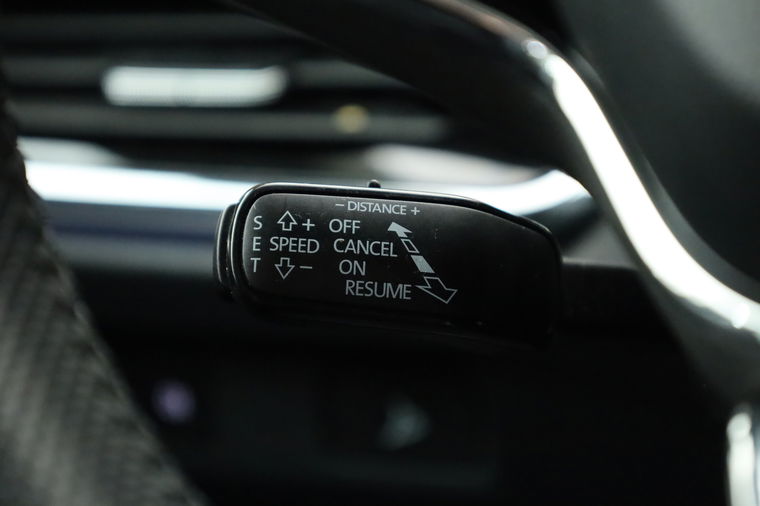 − DISTANCE +
S + OFF
E SPEED CANCEL
T − ON
RESUME